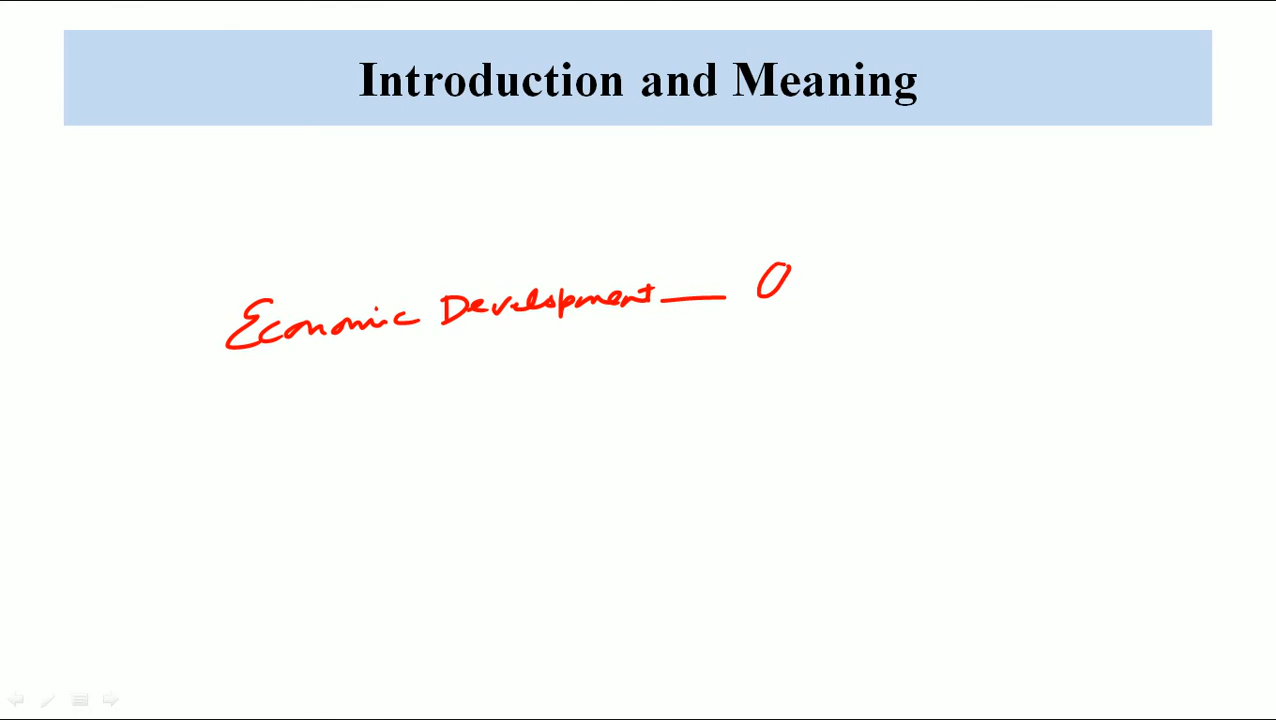 Introduction and Meaning
Economic Development — O